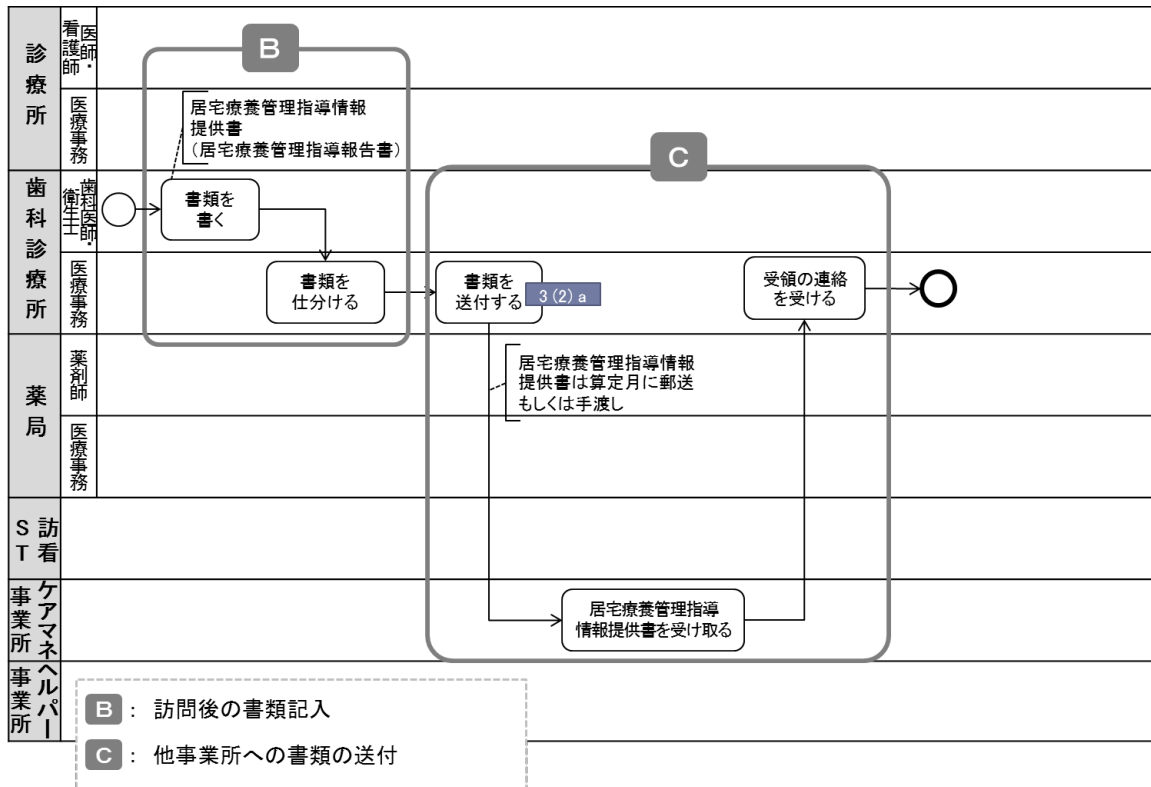 診療所
医師・
看護師
医療事務
歯科診療所
歯科医師・
衛生士
医療事務
薬局
薬剤師
医療事務
訪看
ST
ケアマネ
事業所
ヘルパー
事業所
B
居宅療養管理指導情報
提供書
(居宅療養管理指導報告書)
書類を
書く
書類を
仕分ける
C
書類を
送付する
3 (2) a
居宅療養管理指導情報
提供書は算定月に郵送
もしくは手渡し
居宅療養管理指導
情報提供書を受け取る
受領の連絡
を受ける
B : 訪問後の書類記入
C : 他事業所への書類の送付